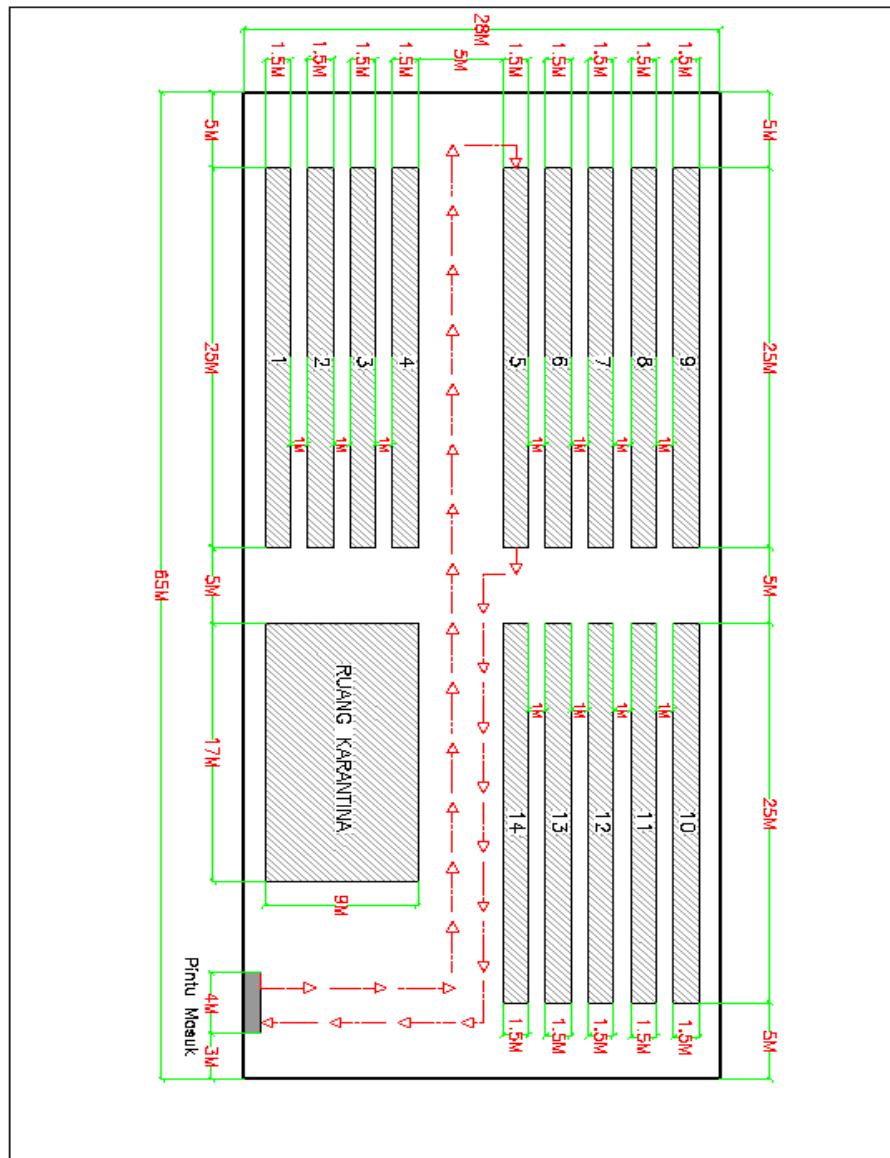 28M
1.5M 1.5M 1.5M 1.5M 5M 1.5M 1.5M 1.5M 1.5M 1.5M
5M 5M
25M 1 2 3 4 5 6 7 8 9 25M
1M 1M 1M 1M 1M 1M 1M
65M 5M 5M
1M 1M 1M 1M
17M RUANG KARANTINA
14 13 12 11 10 25M
9M
Pintu Masuk 4M
3M
1.5M 1.5M 1.5M 1.5M 1.5M 5M